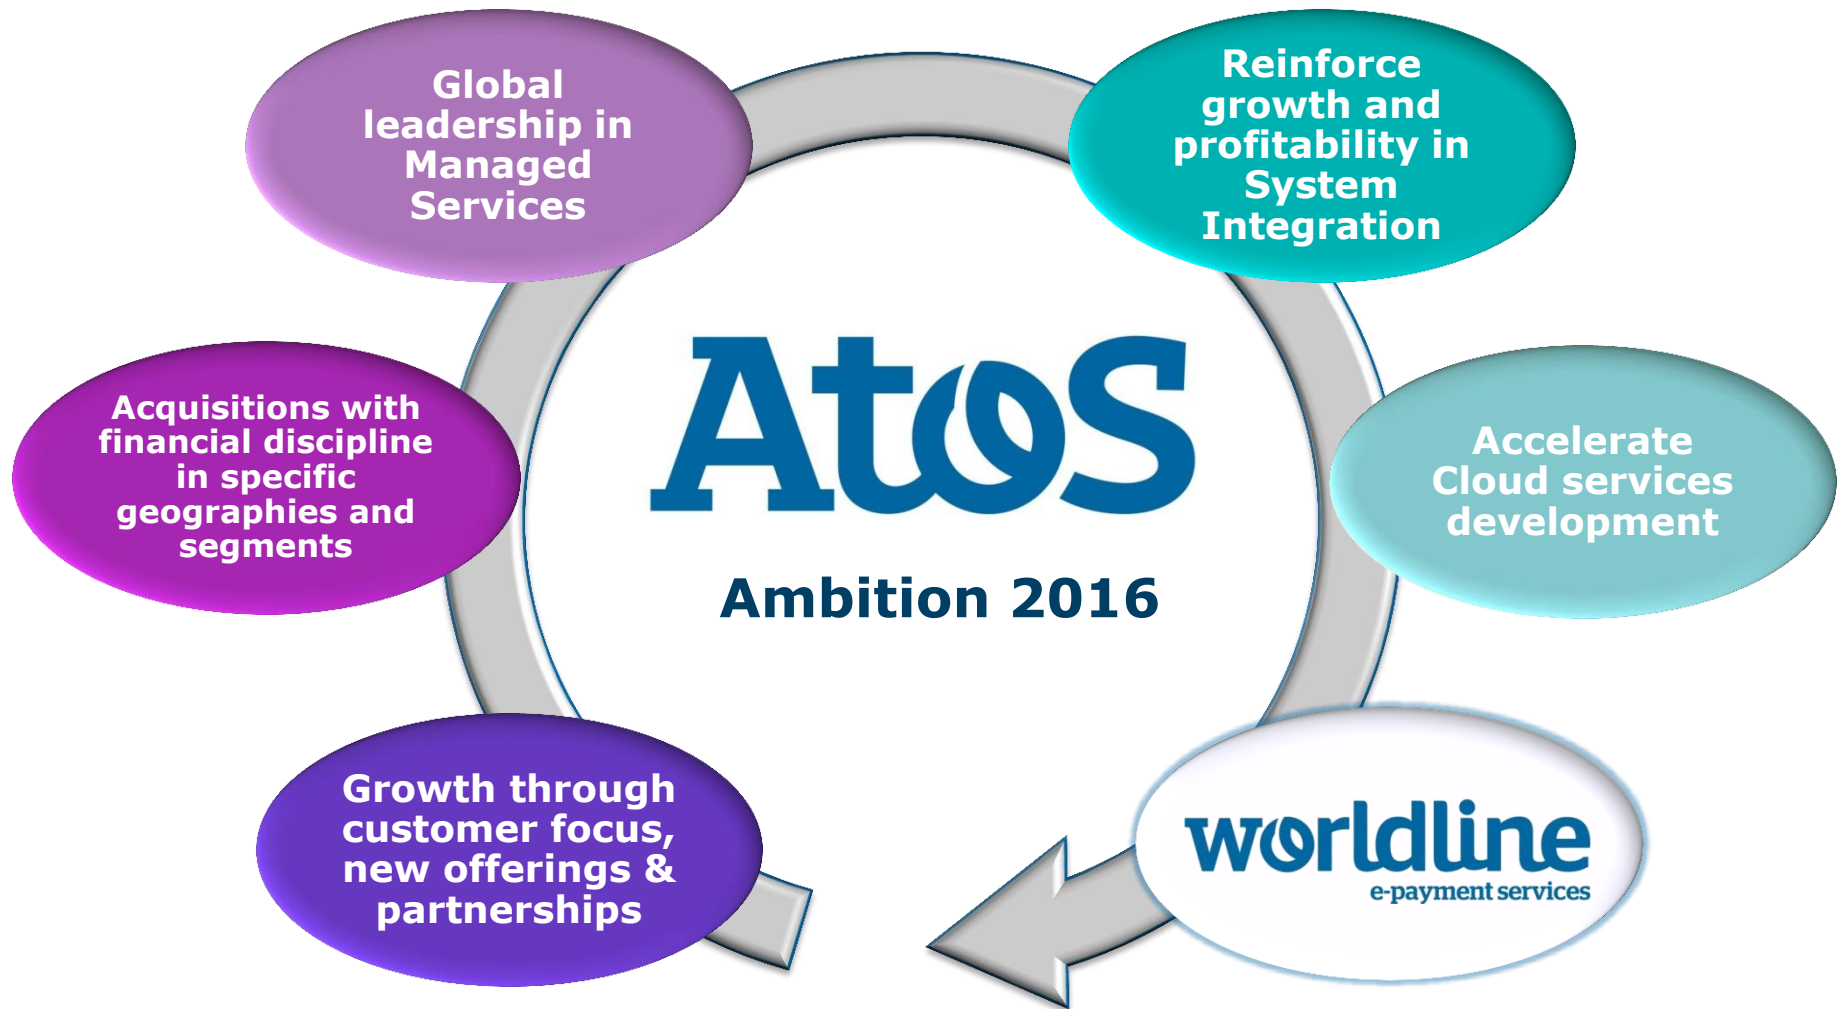 Global
leadership in
Managed
Services
Reinforce
growth and
profitability in
System
Integration
Acquisitions with
financial discipline
in specific
geographies and
segments
Atos
Ambition 2016
Accelerate
Cloud services
development
Growth through
customer focus,
new offerings &
partnerships
worldline
e-payment services